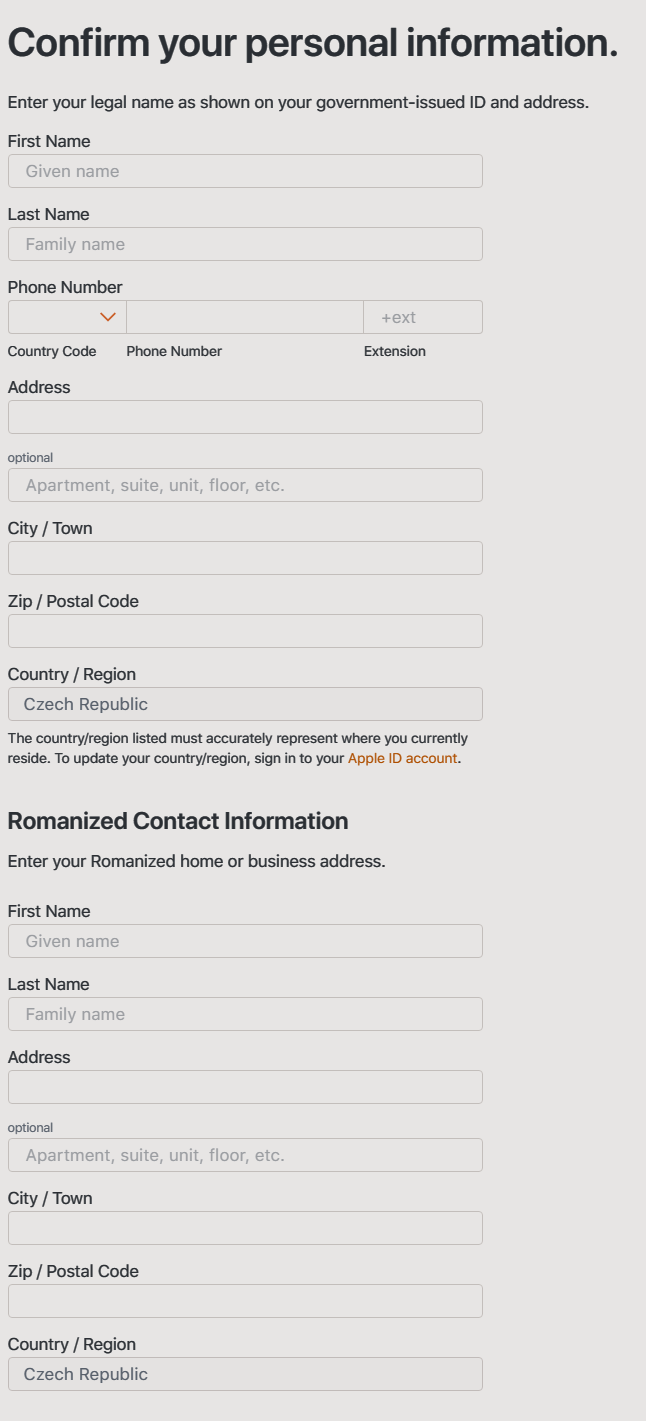 Confirm your personal information.
Enter your legal name as shown on your government-issued ID and address.
First Name
Given name
Last Name
Family name
Phone Number
+ext
Country Code Phone Number Extension
Address
optional
Apartment, suite, unit, floor, etc.
City / Town
Zip / Postal Code
Country / Region
Czech Republic
The country/region listed must accurately represent where you currently
reside. To update your country/region, sign in to your Apple ID account.
Romanized Contact Information
Enter your Romanized home or business address.
First Name
Given name
Last Name
Family name
Address
optional
Apartment, suite, unit, floor, etc.
City / Town
Zip / Postal Code
Country / Region
Czech Republic